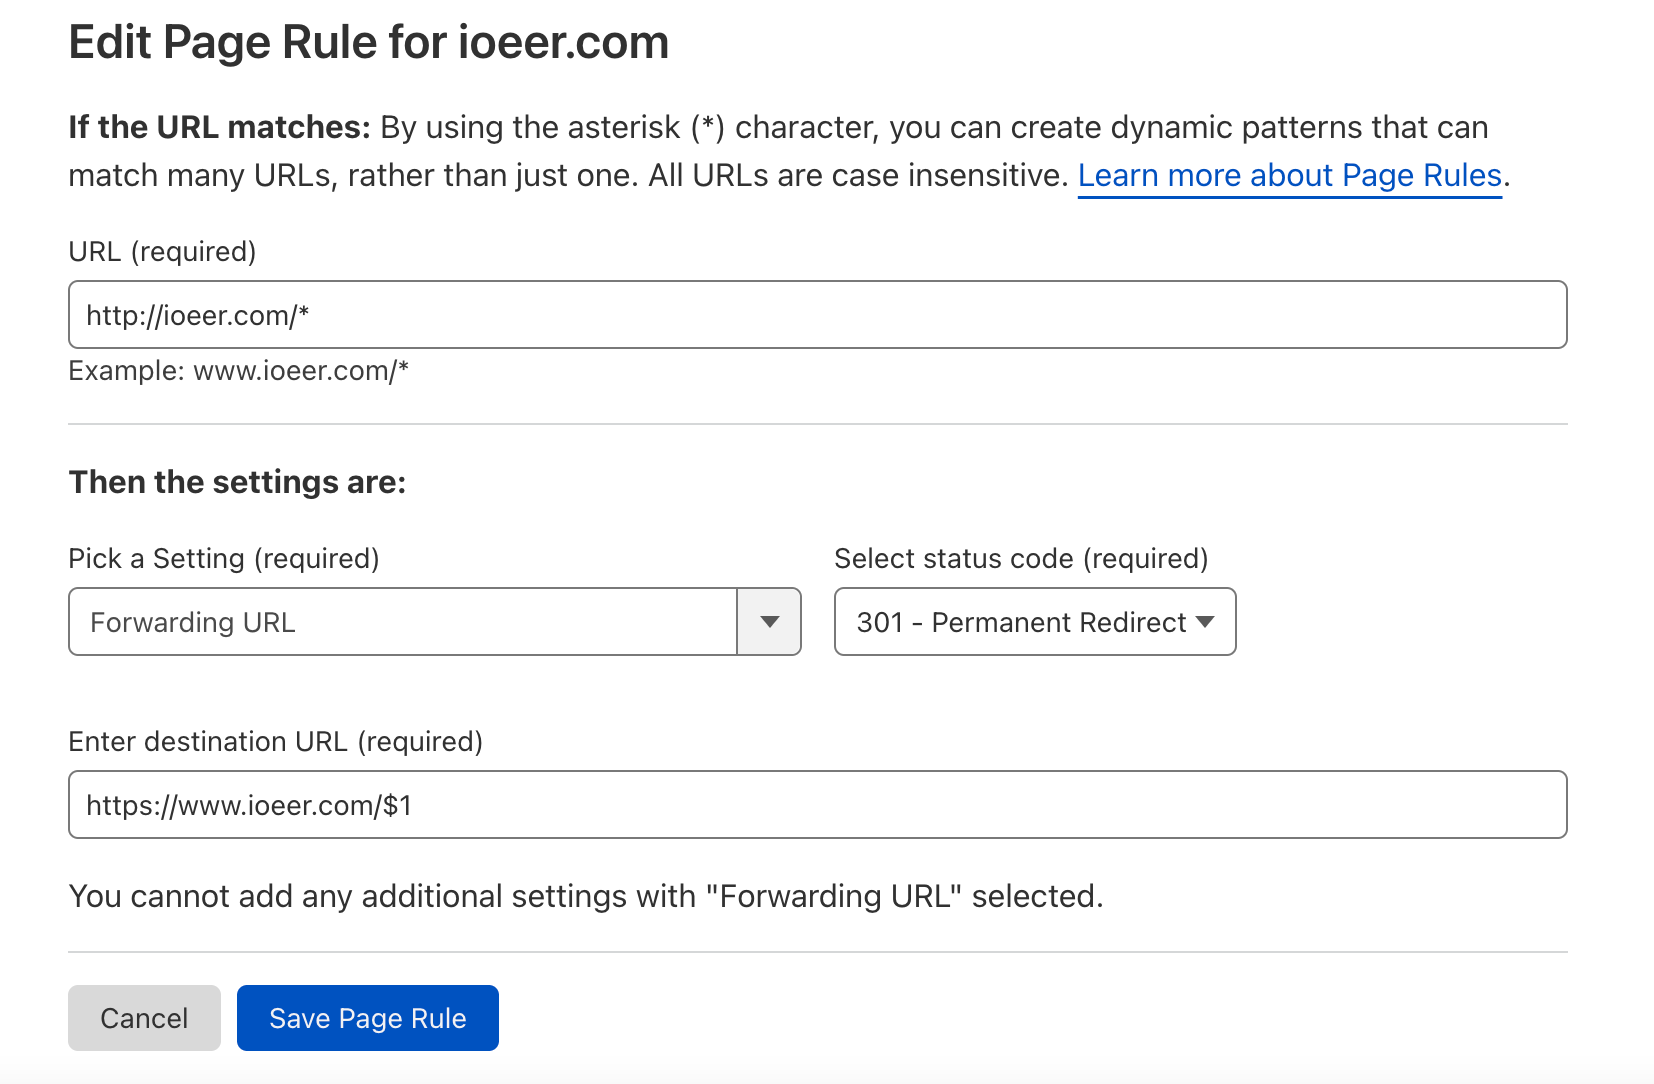 Edit Page Rule for ioeer.com
If the URL matches: By using the asterisk (*) character, you can create dynamic patterns that can
match many URLs, rather than just one. All URLs are case insensitive. Learn more about Page Rules.
URL (required)
http://ioeer.com/*
Example: www.ioeer.com/*
Then the settings are:
Pick a Setting (required)
Select status code (required)
Forwarding URL
301 - Permanent Redirect
Enter destination URL (required)
https://www.ioeer.com/$1
You cannot add any additional settings with "Forwarding URL" selected.
Cancel
Save Page Rule